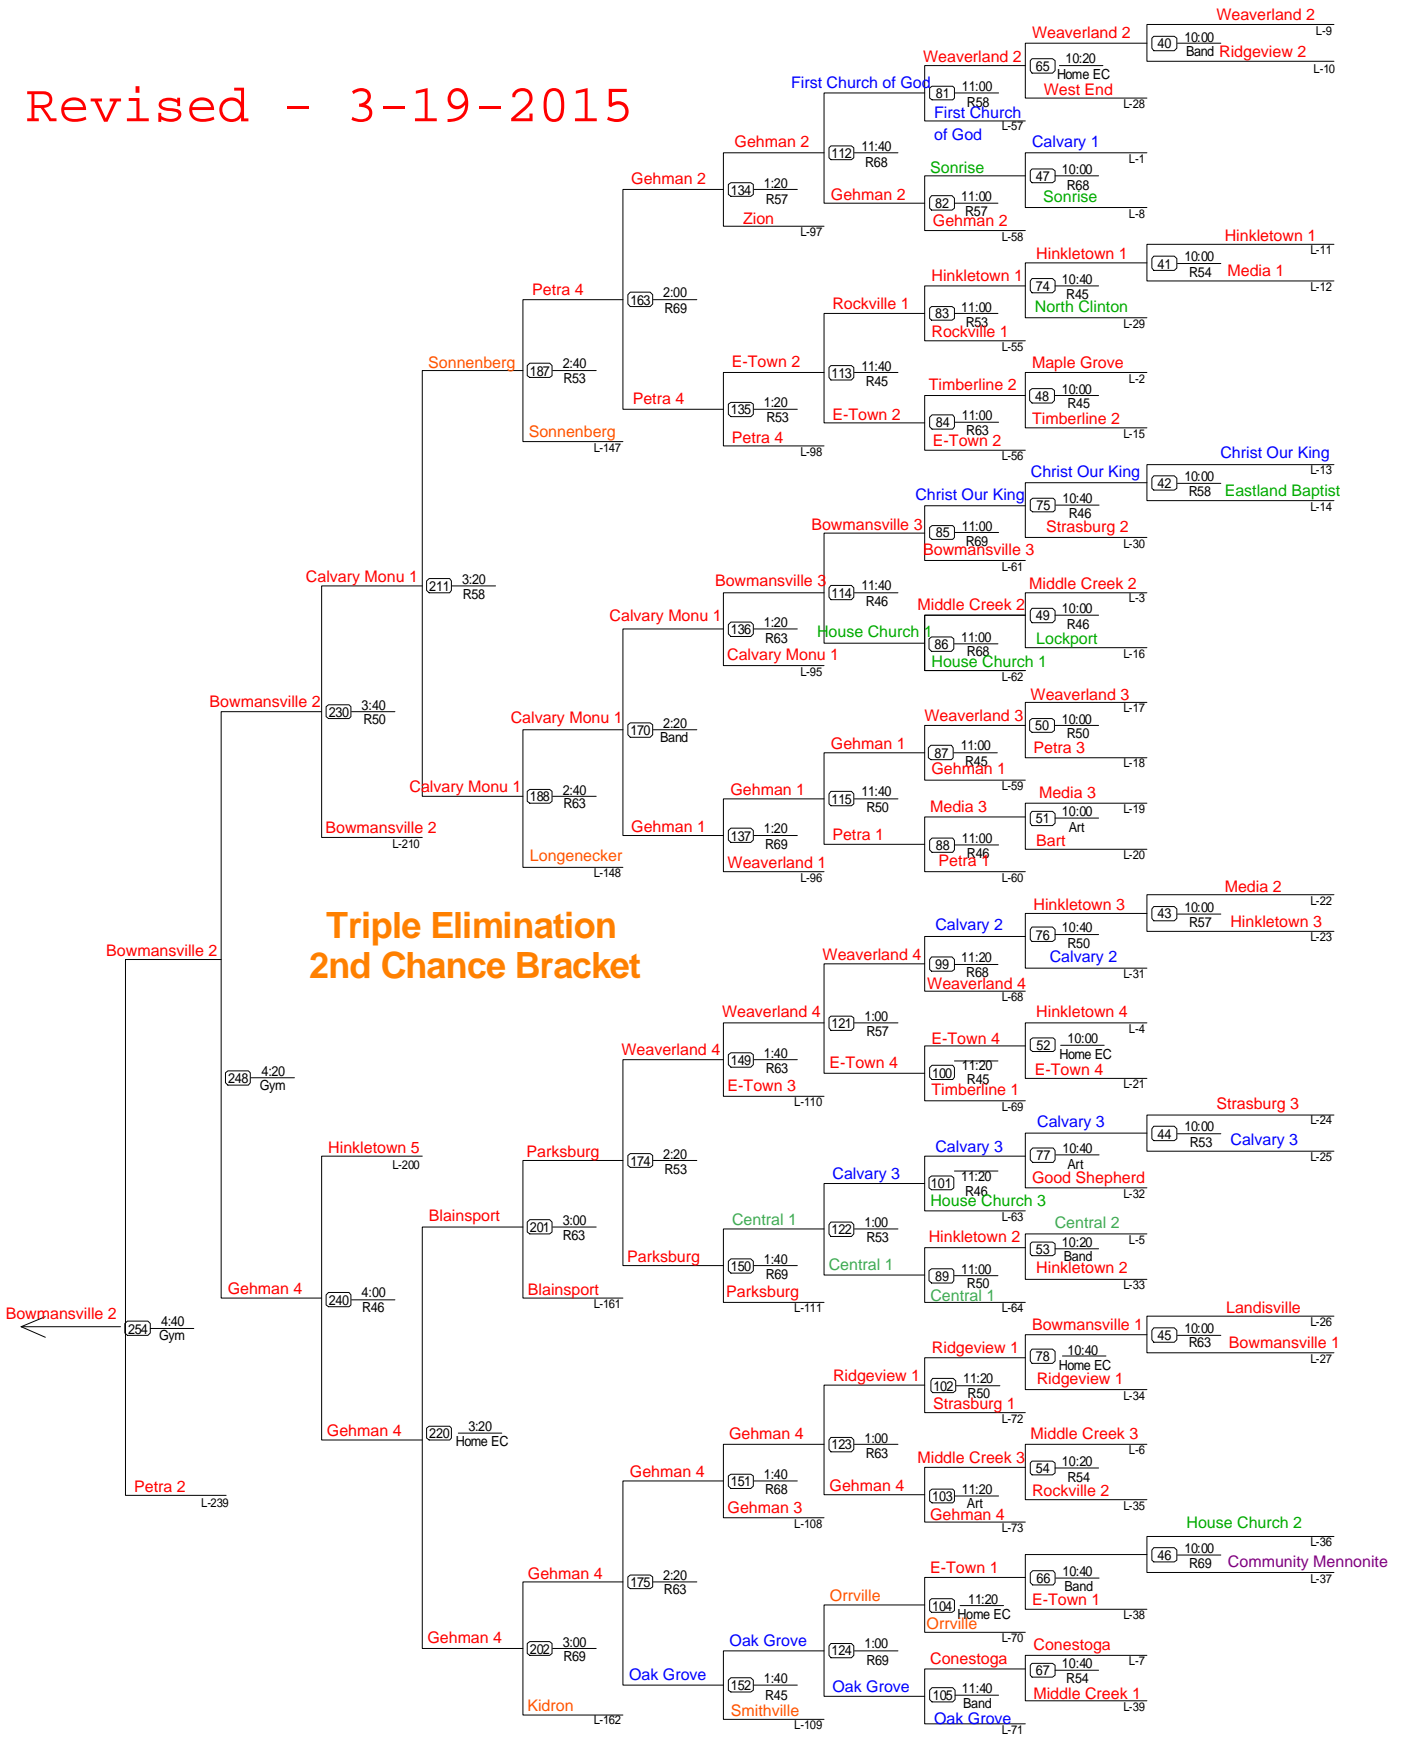 Revised - 3-19-2015
Triple Elimination
2nd Chance Bracket
Weaverland 2
L-9
40 10:00
Band
Ridgeview 2
L-10
Weaverland 2
65 10:20
Home EC
West End
L-28
Weaverland 2
81 11:00
R58
First Church
of God
L-57
First Church of God
Calvary 1
L-1
47 10:00
R68
Sonrise
L-8
Sonrise
82 11:00
R57
Gehman 2
L-58
112 11:40
R68
Gehman 2
Gehman 2
134 1:20
R57
Zion
L-97
Gehman 2
Hinkletown 1
L-11
41 10:00
R54
Media 1
L-12
Hinkletown 1
74 10:40
R45
North Clinton
L-29
Hinkletown 1
83 11:00
R53
Rockville 1
L-55
Rockville 1
Maple Grove
L-2
48 10:00
R45
Timberline 2
L-15
Timberline 2
84 11:00
R63
E-Town 2
L-56
113 11:40
R45
E-Town 2
E-Town 2
135 1:20
R53
Petra 4
L-98
163 2:00
R69
Petra 4
Petra 4
187 2:40
R53
Sonnenberg
L-147
Sonnenberg
Christ Our King
L-13
42 10:00
R58
Eastland Baptist
L-14
Christ Our King
75 10:40
R46
Strasburg 2
L-30
Christ Our King
85 11:00
R69
Bowmansville 3
L-61
Bowmansville 3
Middle Creek 2
L-3
49 10:00
R46
Lockport
L-16
Middle Creek 2
86 11:00
R68
House Church 1
L-62
114 11:40
R46
House Church 1
Bowmansville 3
136 1:20
R63
Calvary Monu 1
L-95
Calvary Monu 1
Weaverland 3
L-17
50 10:00
R50
Petra 3
L-18
Weaverland 3
87 11:00
R45
Gehman 1
L-59
Gehman 1
Media 3
L-19
51 10:00
Art
Bart
L-20
Media 3
88 11:00
R46
Petra 1
L-60
115 11:40
R50
Petra 1
Gehman 1
137 1:20
R69
Weaverland 1
L-96
170 2:20
Band
Gehman 1
Calvary Monu 1
188 2:40
R63
Longenecker
L-148
211 3:20
R58
Calvary Monu 1
Calvary Monu 1
230 3:40
R50
Bowmansville 2
L-210
Bowmansville 2
Media 2
L-22
43 10:00
R57
Hinkletown 3
L-23
Hinkletown 3
76 10:40
R50
Calvary 2
L-31
Calvary 2
99 11:20
R68
Weaverland 4
L-68
Weaverland 4
Hinkletown 4
L-4
52 10:00
Home EC
E-Town 4
L-21
E-Town 4
100 11:20
R45
Timberline 1
L-69
121 1:00
R57
E-Town 4
Weaverland 4
149 1:40
R63
E-Town 3
L-110
Weaverland 4
Strasburg 3
L-24
44 10:00
R53
Calvary 3
L-25
Calvary 3
77 10:40
Art
Good Shepherd
L-32
Calvary 3
101 11:20
R46
House Church 3
L-63
Calvary 3
Central 2
L-5
53 10:20
Band
Hinkletown 2
L-33
Hinkletown 2
89 11:00
R50
Central 1
L-64
122 1:00
R53
Central 1
Central 1
150 1:40
R69
Parksburg
L-111
174 2:20
R53
Parksburg
Parksburg
201 3:00
R63
Blainsport
L-161
Blainsport
Landisville
L-26
45 10:00
R63
Bowmansville 1
L-27
Bowmansville 1
78 10:40
Home EC
Ridgeview 1
L-34
Ridgeview 1
102 11:20
R50
Strasburg 1
L-72
Ridgeview 1
Middle Creek 3
L-6
54 10:20
R54
Rockville 2
L-35
Middle Creek 3
103 11:20
Art
Gehman 4
L-73
123 1:00
R63
Gehman 4
Gehman 4
151 1:40
R68
Gehman 3
L-108
Gehman 4
House Church 2
L-36
46 10:00
R69
Community Mennonite
L-37
66 10:40
Band
E-Town 1
L-38
E-Town 1
104 11:20
Home EC
Orrville
L-70
Orrville
Conestoga
L-7
67 10:40
R54
Middle Creek 1
L-39
Conestoga
105 11:40
Band
Oak Grove
L-71
124 1:00
R69
Oak Grove
Oak Grove
152 1:40
R45
Smithville
L-109
175 2:20
R63
Oak Grove
Gehman 4
202 3:00
R69
Kidron
L-162
220 3:20
Home EC
Gehman 4
Hinkletown 5
L-200
240 4:00
R46
Gehman 4
248 4:20
Gym
Gehman 4
Bowmansville 2
254 4:40
Gym
Petra 2
L-239
Bowmansville 2